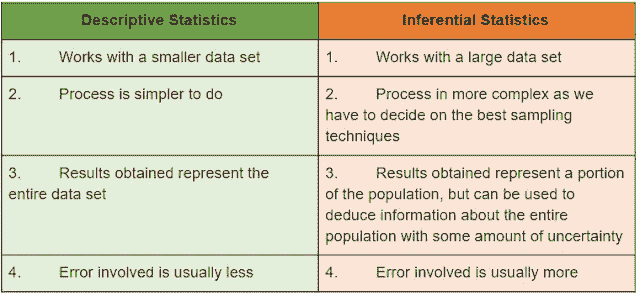 Descriptive Statistics
Inferential Statistics
1. Works with a smaller data set
1. Works with a large data set
2. Process is simpler to do
2. Process in more complex as we
have to decide on the best sampling
techniques
3. Results obtained represent the
entire data set
3. Results obtained represent a portion
of the population, but can be used to
deduce information about the entire
population with some amount of uncertainty
4. Error involved is usually less
4. Error involved is usually more